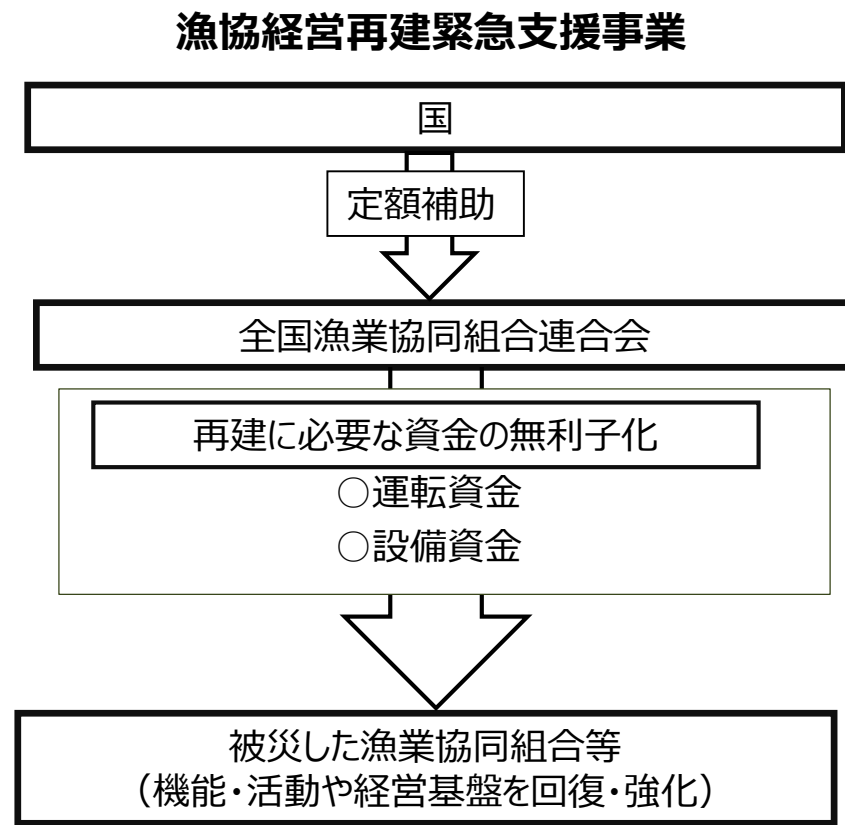 漁協経営再建緊急支援事業
国
定額補助
全国漁業協同組合連合会
再建に必要な資金の無利子化
○運転資金
○設備資金
被災した漁業協同組合等
（機能・活動や経営基盤を回復・強化）